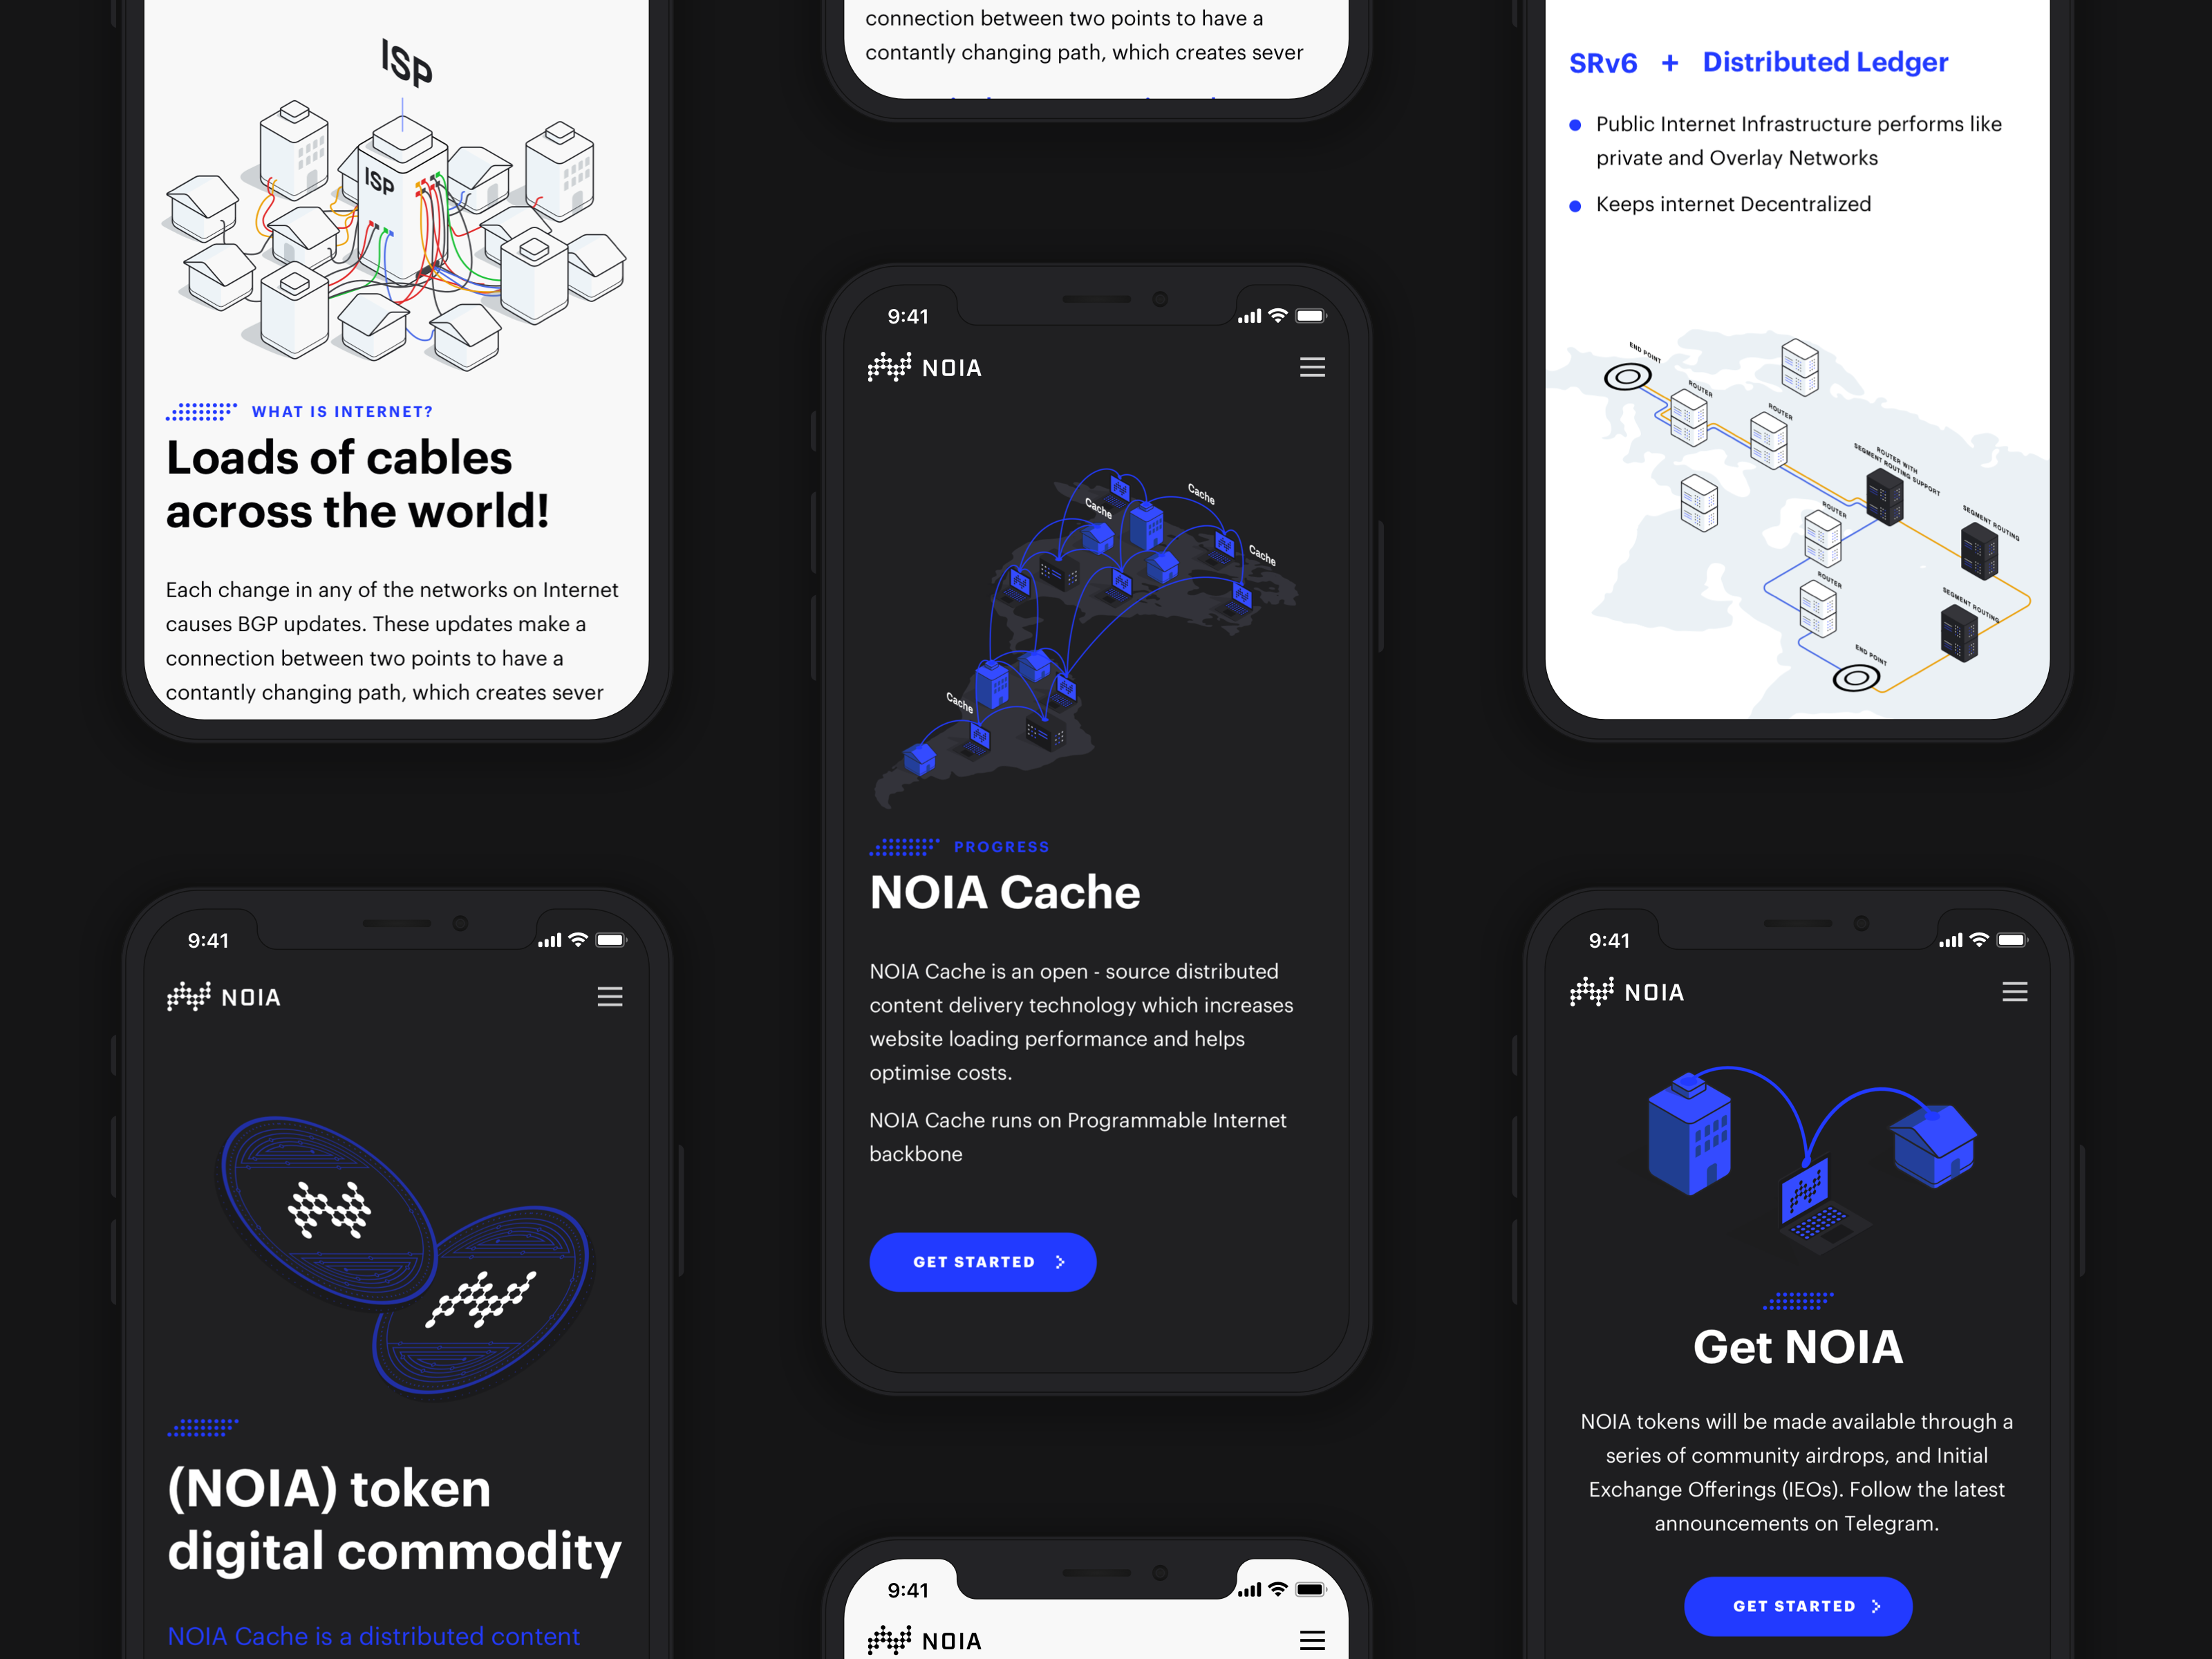 ISP
ISP
WHAT IS INTERNET?
Loads of cables
across the world!
Each change in any of the networks on Internet
causes BGP updates. These updates make a
connection between two points to have a
contantly changing path, which creates sever
9:41
NOIA
(NOIA) token
digital commodity
NOIA Cache is a distributed content
connection between two points to have a
contantly changing path, which creates sever
9:41
NOIA
Cache
Cache
Cache
Cache
PROGRESS
NOIA Cache
NOIA Cache is an open - source distributed
content delivery technology which increases
website loading performance and helps
optimise costs.
NOIA Cache runs on Programmable Internet
backbone
GET STARTED
9:41
NOIA
SRv6 + Distributed Ledger
Public Internet Infrastructure performs like
private and Overlay Networks
Keeps internet Decentralized
END POINT
ROUTER
ROUTER
ROUTER WITH
SEGMENT ROUTING SUPPORT
ROUTER
SEGMENT ROUTING
ROUTER
SEGMENT ROUTING
END POINT
9:41
NOIA
Get NOIA
NOIA tokens will be made available through a
series of community airdrops, and Initial
Exchange Offerings (IEOs). Follow the latest
announcements on Telegram.
GET STARTED